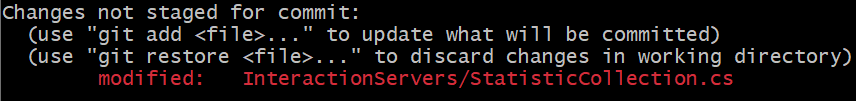 Changes not staged for commit:
(use "git add <file>..." to update what will be committed)
(use "git restore <file>..." to discard changes in working directory)
modified: InteractionServers/StatisticCollection.cs